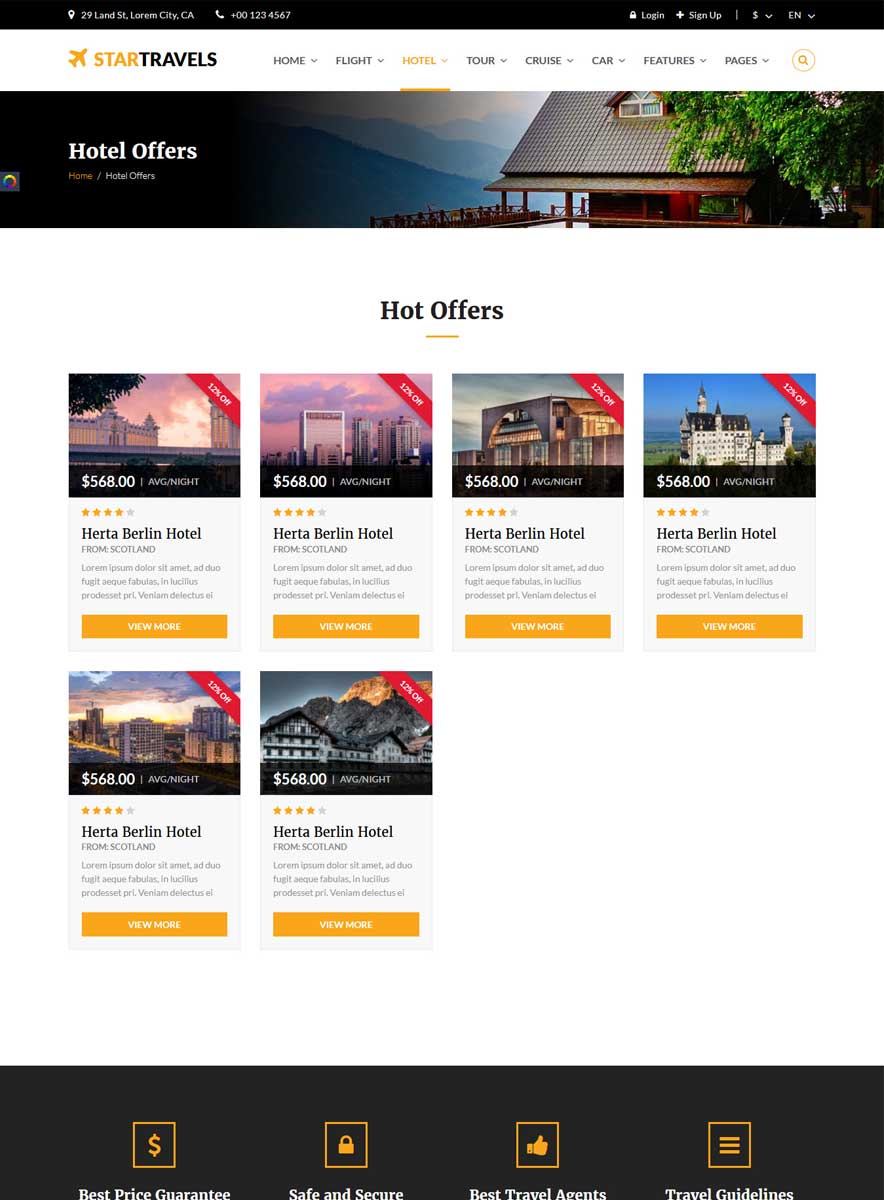 29 Land St, Lorem City, CA +00 123 4567 Login Sign Up | $ EN
STARTRAVELS HOME FLIGHT HOTEL TOUR CRUISE CAR FEATURES PAGES
Hotel Offers
Home / Hotel Offers
Hot Offers
12% Off 12% Off 12% Off 12% Off
$568.00 | AVG/NIGHT $568.00 | AVG/NIGHT $568.00 | AVG/NIGHT $568.00 | AVG/NIGHT
Herta Berlin Hotel Herta Berlin Hotel Herta Berlin Hotel Herta Berlin Hotel
FROM: SCOTLAND FROM: SCOTLAND FROM: SCOTLAND FROM: SCOTLAND
Lorem ipsum dolor sit amet, ad duo Lorem ipsum dolor sit amet, ad duo Lorem ipsum dolor sit amet, ad duo Lorem ipsum dolor sit amet, ad duo
fugit aeque fabulas, in lucilius fugit aeque fabulas, in lucilius fugit aeque fabulas, in lucilius fugit aeque fabulas, in lucilius
prodesset pri. Veniam delectus ei prodesset pri. Veniam delectus ei prodesset pri. Veniam delectus ei prodesset pri. Veniam delectus ei
VIEW MORE VIEW MORE VIEW MORE VIEW MORE
12% Off 12% Off
$568.00 | AVG/NIGHT $568.00 | AVG/NIGHT
Herta Berlin Hotel Herta Berlin Hotel
FROM: SCOTLAND FROM: SCOTLAND
Lorem ipsum dolor sit amet, ad duo Lorem ipsum dolor sit amet, ad duo
fugit aeque fabulas, in lucilius fugit aeque fabulas, in lucilius
prodesset pri. Veniam delectus ei prodesset pri. Veniam delectus ei
VIEW MORE VIEW MORE
Best Price Guarantee Safe and Secure Best Travel Agents Travel Guidelines